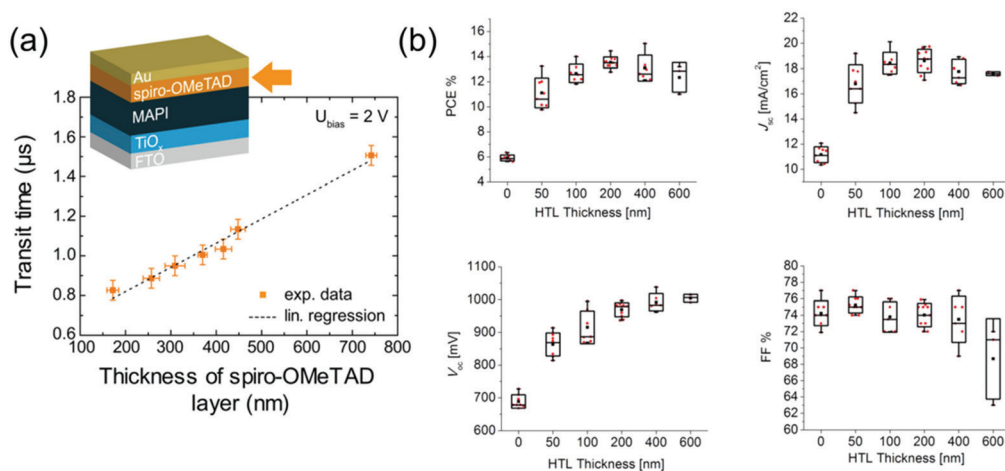 (a)
Au
spiro-OMeTAD
MAPI
TiOx
FTO
U_bias = 2 V
1.8
1.6
1.4
1.2
1.0
0.8
0.6
Transit time (µs)
exp. data
lin. regression
100 200 300 400 500 600 700 800
Thickness of spiro-OMeTAD
layer (nm)
(b)
PCE %
16
14
12
10
8
6
4
0 50 100 200 400 600
HTL Thickness [nm]
Jsc [mA/cm²]
22
20
18
16
14
12
10
0 50 100 200 400 600
HTL Thickness [nm]
Voc [mV]
1100
1000
900
800
700
600
0 50 100 200 400 600
HTL Thickness [nm]
FF %
78
76
74
72
70
68
66
64
62
60
0 50 100 200 400 600
HTL Thickness [nm]